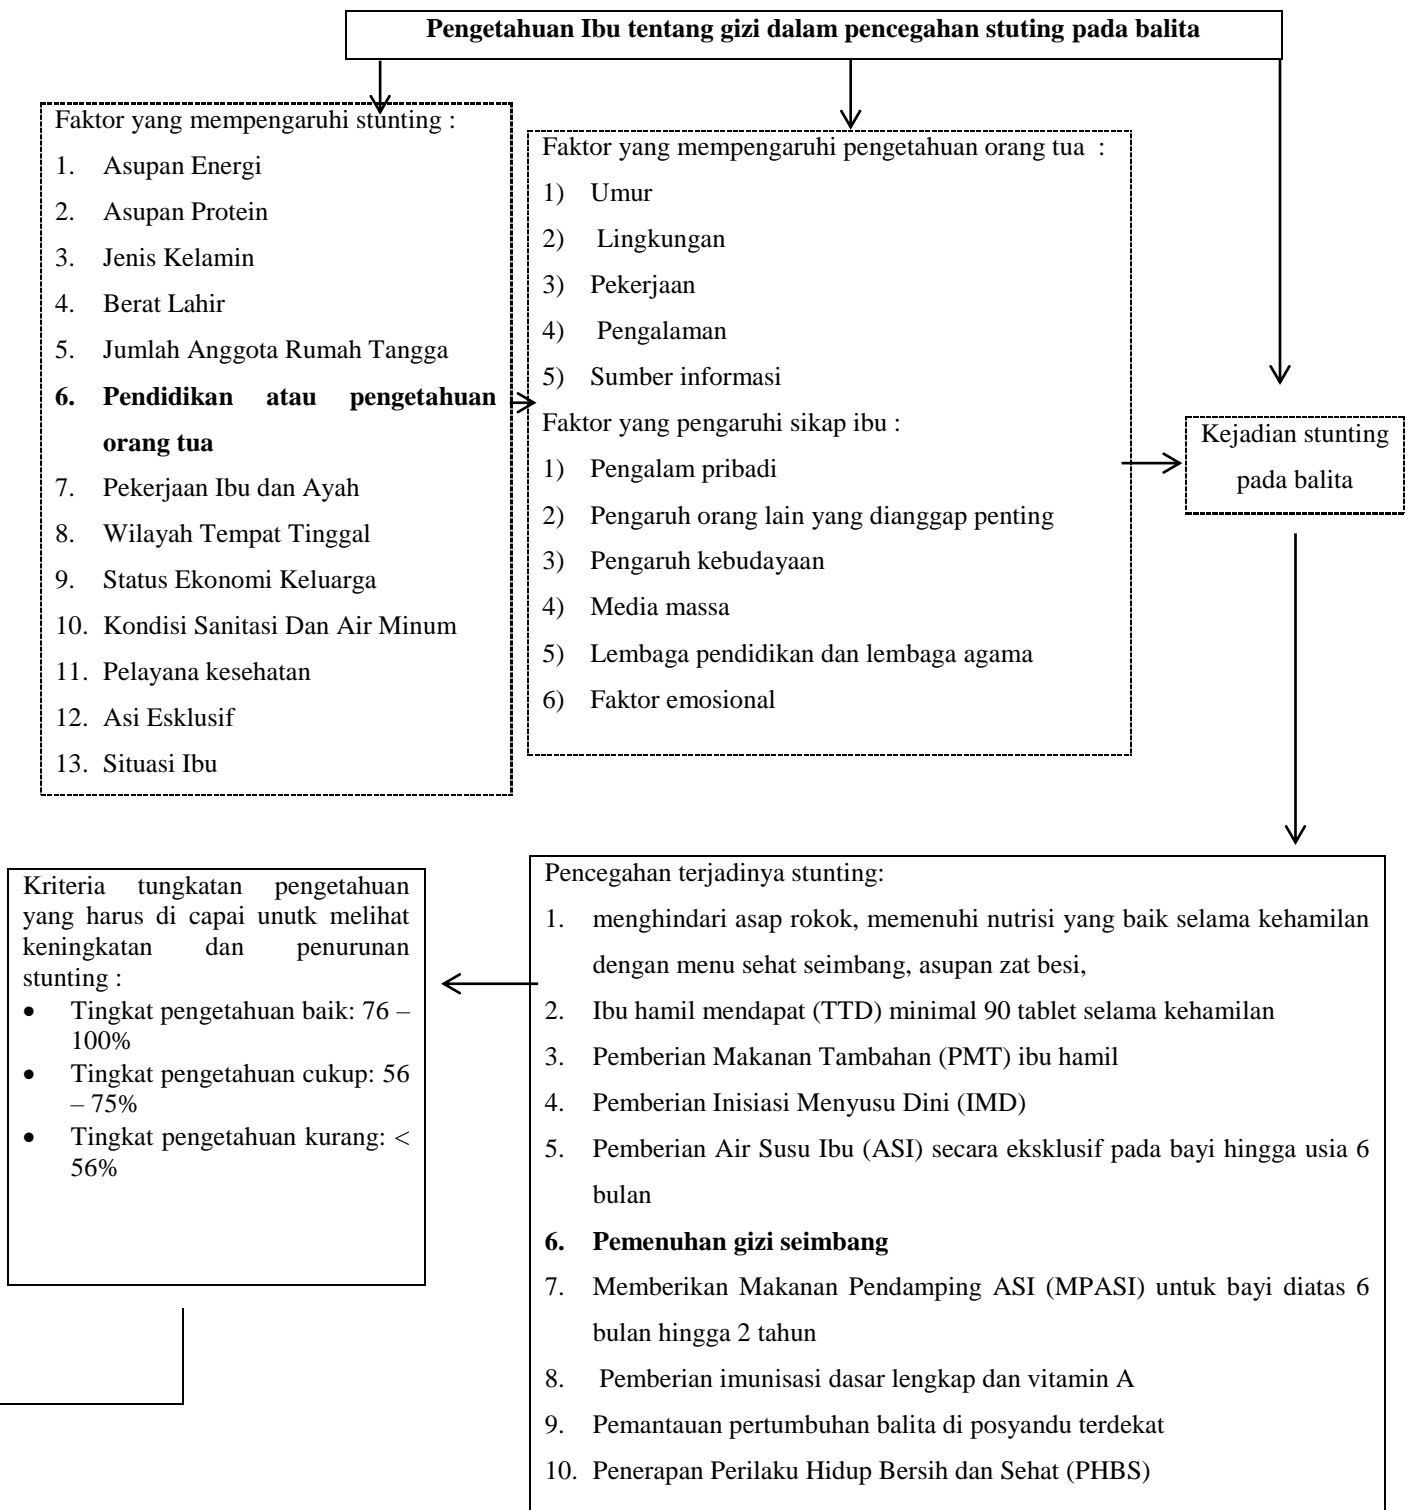 Pengetahuan Ibu tentang gizi dalam pencegahan stuting pada balita
Faktor yang mempengaruhi stunting :
1. Asupan Energi
2. Asupan Protein
3. Jenis Kelamin
4. Berat Lahir
5. Jumlah Anggota Rumah Tangga
6. Pendidikan atau pengetahuan
orang tua
7. Pekerjaan Ibu dan Ayah
8. Wilayah Tempat Tinggal
9. Status Ekonomi Keluarga
10. Kondisi Sanitasi Dan Air Minum
11. Pelayana kesehatan
12. Asi Esklusif
13. Situasi Ibu
Faktor yang mempengaruhi pengetahuan orang tua :
1) Umur
2) Lingkungan
3) Pekerjaan
4) Pengalaman
5) Sumber informasi
Faktor yang pengaruhi sikap ibu :
1) Pengalam pribadi
2) Pengaruh orang lain yang dianggap penting
3) Pengaruh kebudayaan
4) Media massa
5) Lembaga pendidikan dan lembaga agama
6) Faktor emosional
Kejadian stunting
pada balita
Kriteria tungkatan pengetahuan
yang harus di capai unutk melihat
keningkatan dan penurunan
stunting :
• Tingkat pengetahuan baik: 76 –
100%
• Tingkat pengetahuan cukup: 56
– 75%
• Tingkat pengetahuan kurang: <
56%
Pencegahan terjadinya stunting:
1. menghindari asap rokok, memenuhi nutrisi yang baik selama kehamilan
dengan menu sehat seimbang, asupan zat besi,
2. Ibu hamil mendapat (TTD) minimal 90 tablet selama kehamilan
3. Pemberian Makanan Tambahan (PMT) ibu hamil
4. Pemberian Inisiasi Menyusu Dini (IMD)
5. Pemberian Air Susu Ibu (ASI) secara eksklusif pada bayi hingga usia 6
bulan
6. Pemenuhan gizi seimbang
7. Memberikan Makanan Pendamping ASI (MPASI) untuk bayi diatas 6
bulan hingga 2 tahun
8. Pemberian imunisasi dasar lengkap dan vitamin A
9. Pemantauan pertumbuhan balita di posyandu terdekat
10. Penerapan Perilaku Hidup Bersih dan Sehat (PHBS)